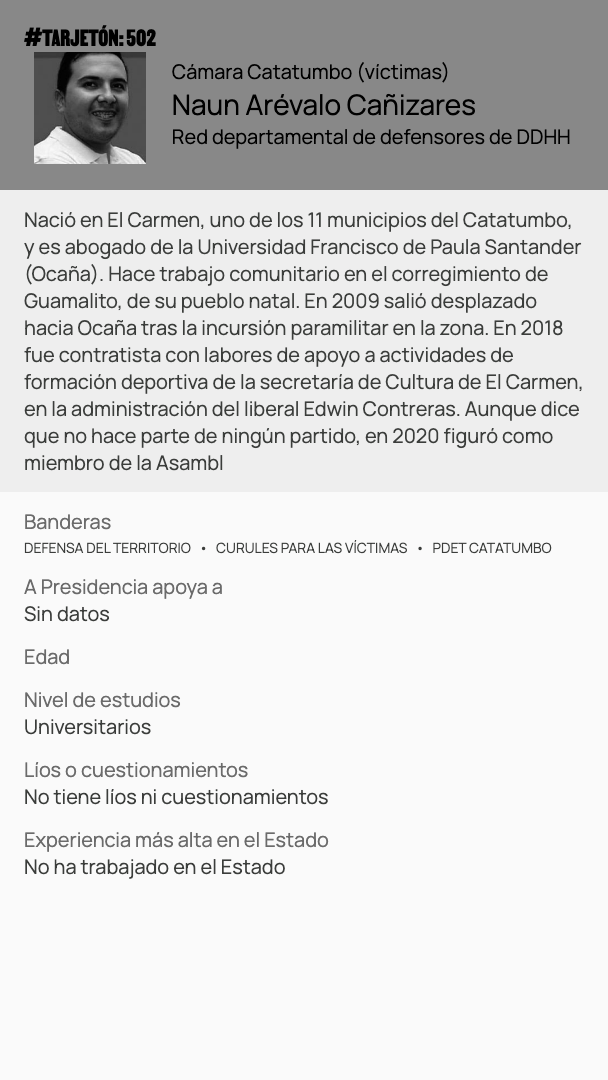 #TARJETÓN: 502
Cámara Catatumbo (víctimas)
Naun Arévalo Cañizares
Red departamental de defensores de DDHH
Nació en El Carmen, uno de los 11 municipios del Catatumbo,
y es abogado de la Universidad Francisco de Paula Santander
(Ocaña). Hace trabajo comunitario en el corregimiento de
Guamalito, de su pueblo natal. En 2009 salió desplazado
hacia Ocaña tras la incursión paramilitar en la zona. En 2018
fue contratista con labores de apoyo a actividades de
formación deportiva de la secretaría de Cultura de El Carmen,
en la administración del liberal Edwin Contreras. Aunque dice
que no hace parte de ningún partido, en 2020 figuró como
miembro de la Asambl
Banderas
DEFENSA DEL TERRITORIO • CURULES PARA LAS VÍCTIMAS • PDET CATATUMBO
A Presidencia apoya a
Sin datos
Edad
Nivel de estudios
Universitarios
Líos o cuestionamientos
No tiene líos ni cuestionamientos
Experiencia más alta en el Estado
No ha trabajado en el Estado